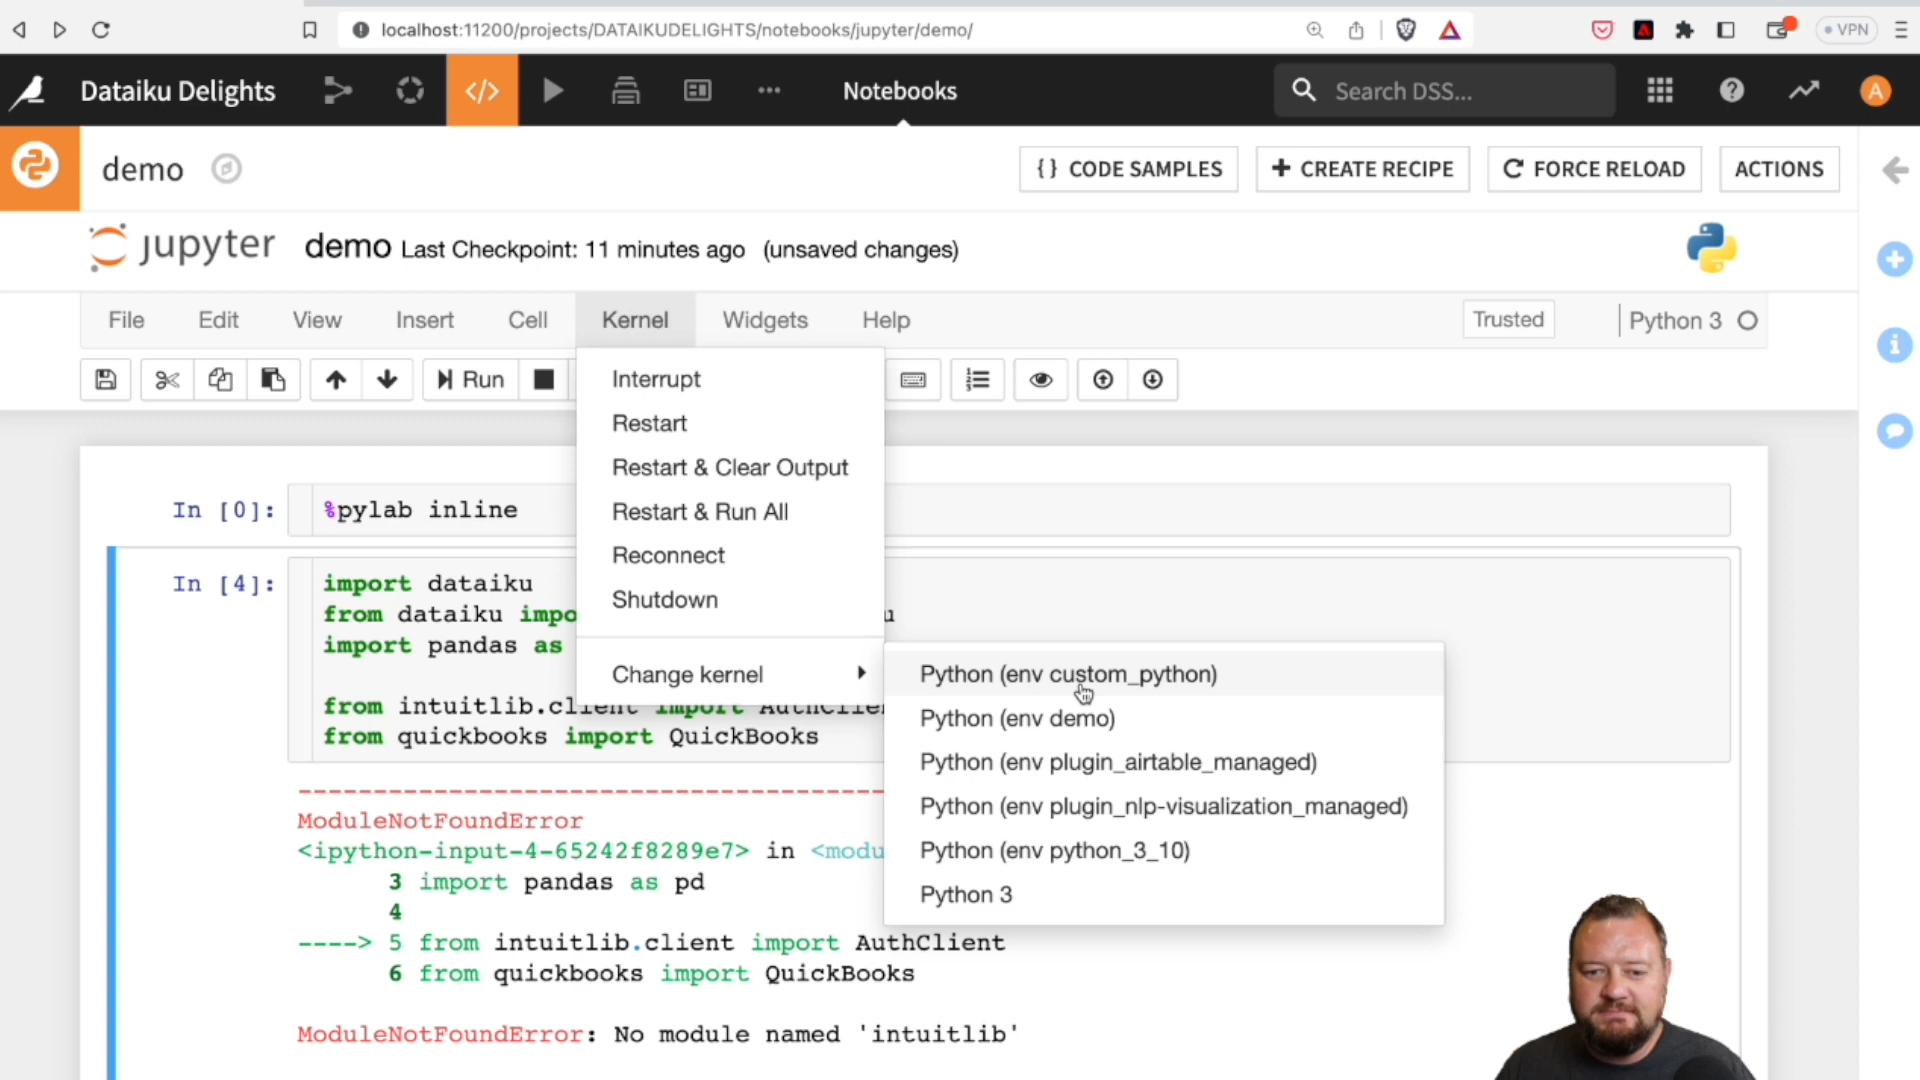 localhost:11200/projects/DATAIKUDELIGHTS/notebooks/jupyter/demo/
VPN
Dataiku Delights
</>
Notebooks
Search DSS...
A
demo
{ } CODE SAMPLES
+ CREATE RECIPE
FORCE RELOAD
ACTIONS
jupyter demo Last Checkpoint: 11 minutes ago (unsaved changes)
File Edit View Insert Cell Kernel Widgets Help
Trusted
Python 3
Run
Interrupt
Restart
Restart & Clear Output
Restart & Run All
Reconnect
Shutdown
Change kernel
Python (env custom_python)
Python (env demo)
Python (env plugin_airtable_managed)
Python (env plugin_nlp-visualization_managed)
Python (env python_3_10)
Python 3
In [0]: %pylab inline
In [4]: import dataiku
from dataiku impo
import pandas as
from intuitlib.client import AuthClie
from quickbooks import QuickBooks
ModuleNotFoundError
<ipython-input-4-65242f8289e7> in <modu
3 import pandas as pd
4
----> 5 from intuitlib.client import AuthClient
6 from quickbooks import QuickBooks
ModuleNotFoundError: No module named 'intuitlib'